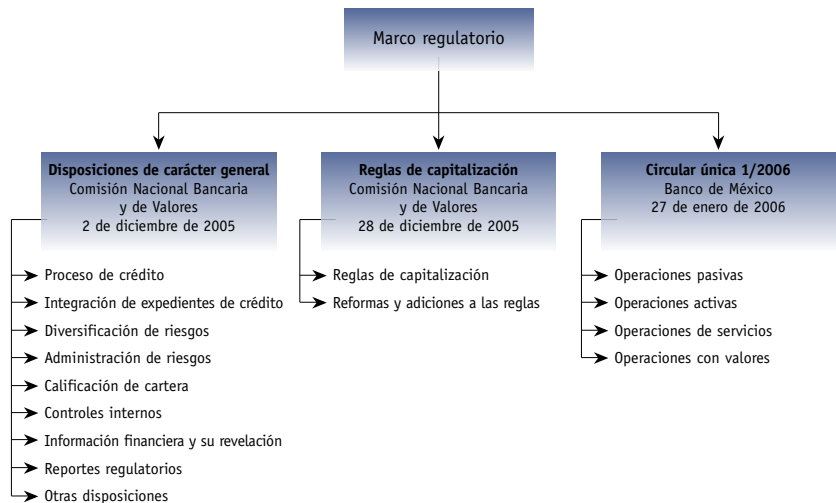 Marco regulatorio
Disposiciones de carácter general
Comisión Nacional Bancaria
y de Valores
2 de diciembre de 2005
Proceso de crédito
Integración de expedientes de crédito
Diversificación de riesgos
Administración de riesgos
Calificación de cartera
Controles internos
Información financiera y su revelación
Reportes regulatorios
Otras disposiciones
Reglas de capitalización
Comisión Nacional Bancaria
y de Valores
28 de diciembre de 2005
Reglas de capitalización
Reformas y adiciones a las reglas
Circular única 1/2006
Banco de México
27 de enero de 2006
Operaciones pasivas
Operaciones activas
Operaciones de servicios
Operaciones con valores